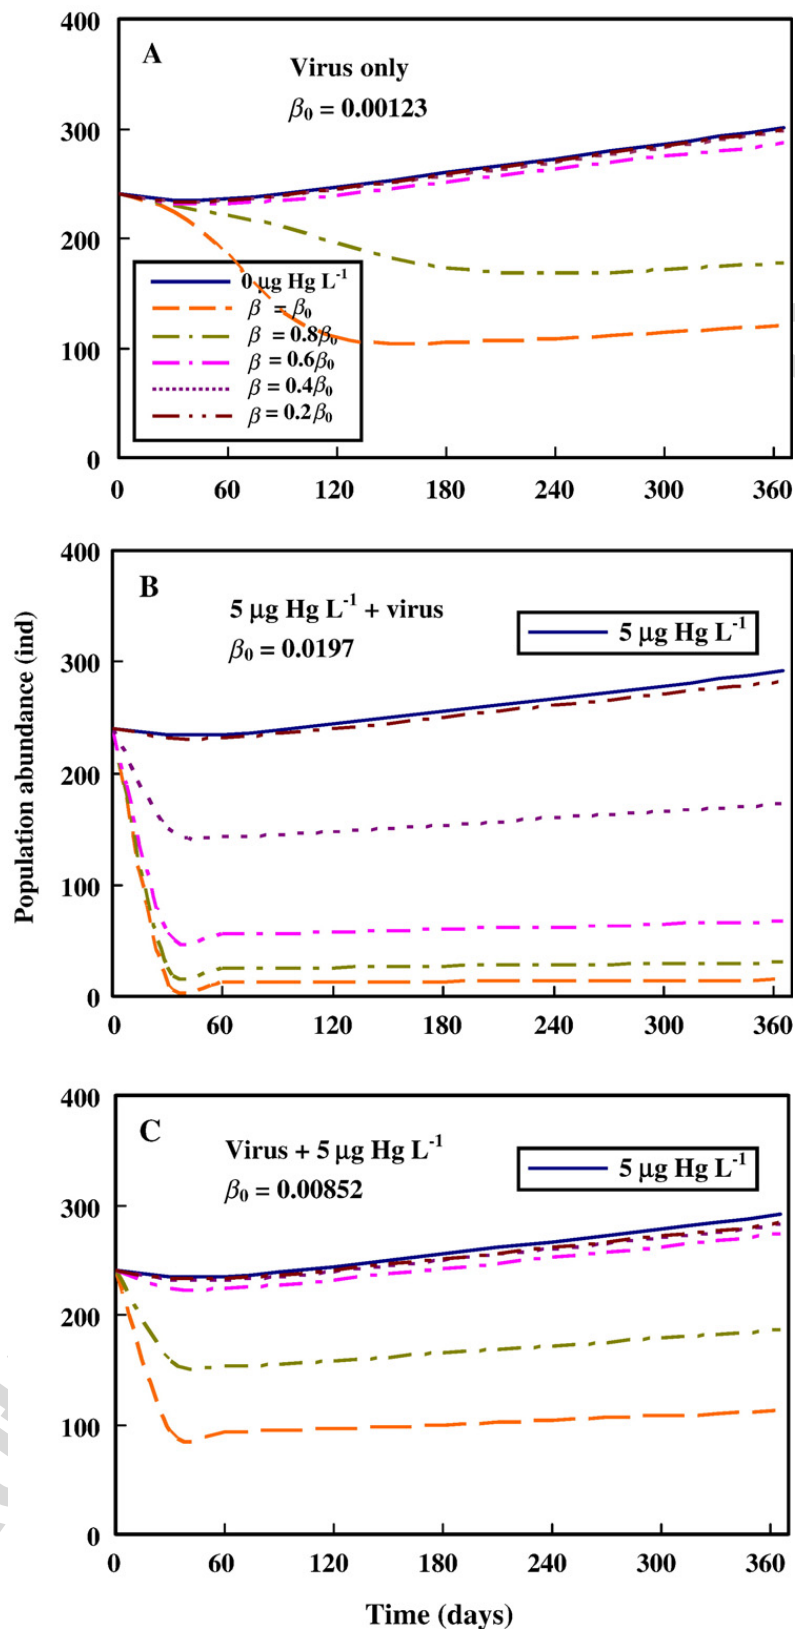 400
A
Virus only
β₀ = 0.00123
300
200
0 μg Hg L⁻¹
β = β₀
β = 0.8β₀
β = 0.6β₀
β = 0.4β₀
β = 0.2β₀
100
0
0 60 120 180 240 300 360
400
B
5 μg Hg L⁻¹ + virus
β₀ = 0.0197
5 μg Hg L⁻¹
300
200
100
0
0 60 120 180 240 300 360
Population abundance (ind)
400
C
Virus + 5 μg Hg L⁻¹
β₀ = 0.00852
5 μg Hg L⁻¹
300
200
100
0
0 60 120 180 240 300 360
Time (days)